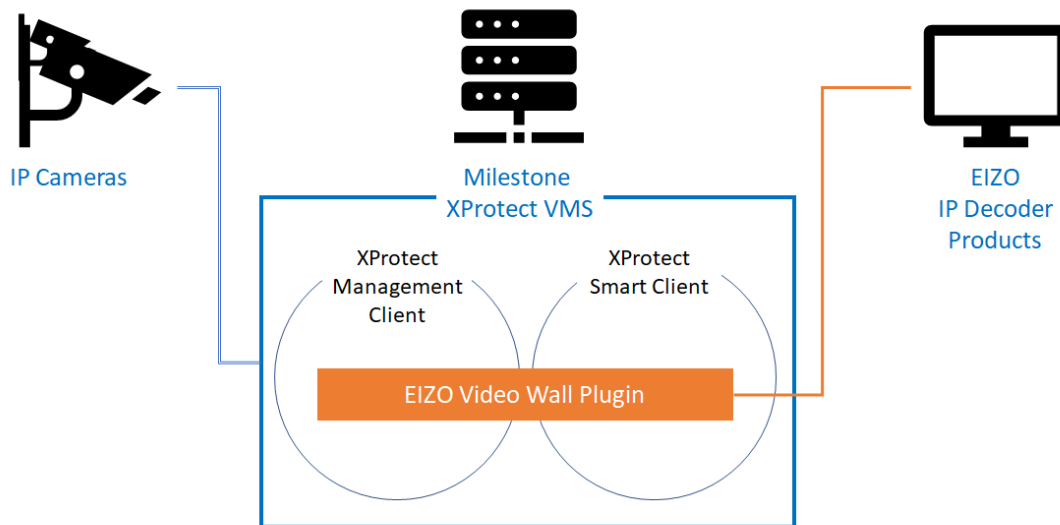 IP Cameras
Milestone
XProtect VMS
EIZO
IP Decoder
Products
XProtect
Management
Client
XProtect
Smart Client
EIZO Video Wall Plugin